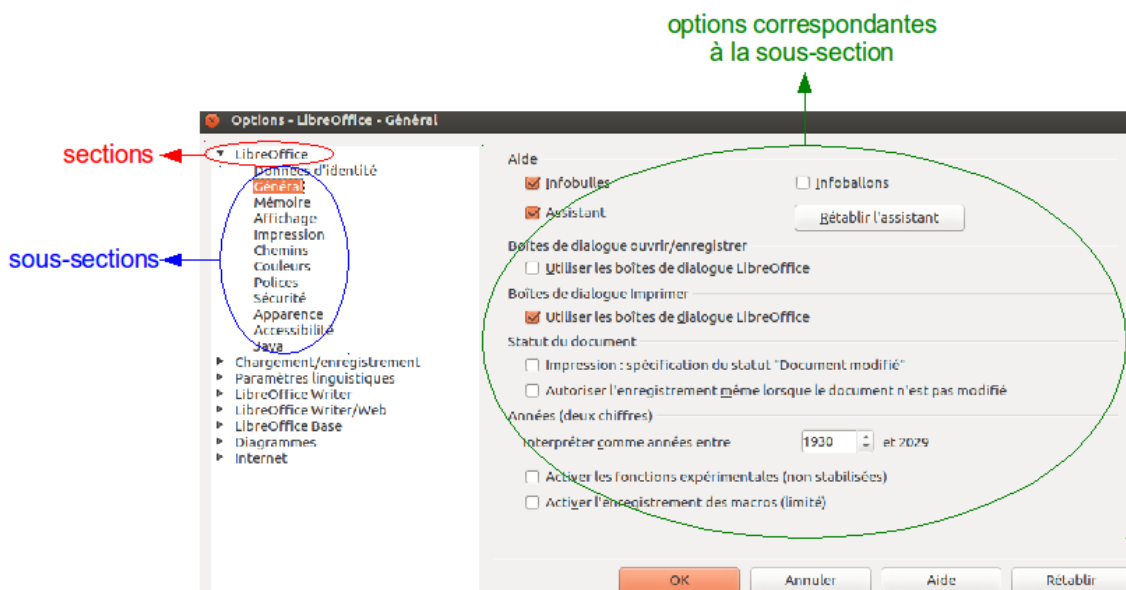 options correspondantes
à la sous-section
Options - LibreOffice - Général
sections
LibreOffice
Données d'identité
Général
Mémoire
Affichage
Impression
Chemins
Couleurs
Polices
Sécurité
Apparence
Accessibilité
Java
sous-sections
Chargement/enregistrement
Paramètres linguistiques
LibreOffice Writer
LibreOffice Writer/Web
LibreOffice Base
Diagrammes
Internet
Aide
Infobulles
Infoballons
Assistant
Rétablir l'assistant
Boîtes de dialogue ouvrir/enregistrer
Utiliser les boîtes de dialogue LibreOffice
Boîtes de dialogue Imprimer
Utiliser les boîtes de dialogue LibreOffice
Statut du document
Impression : spécification du statut "Document modifié"
Autoriser l'enregistrement même lorsque le document n'est pas modifié
Années (deux chiffres)
Interpréter comme années entre 1930 et 2029
Activer les fonctions expérimentales (non stabilisées)
Activer l'enregistrement des macros (limité)
OK Annuler Aide Rétablir